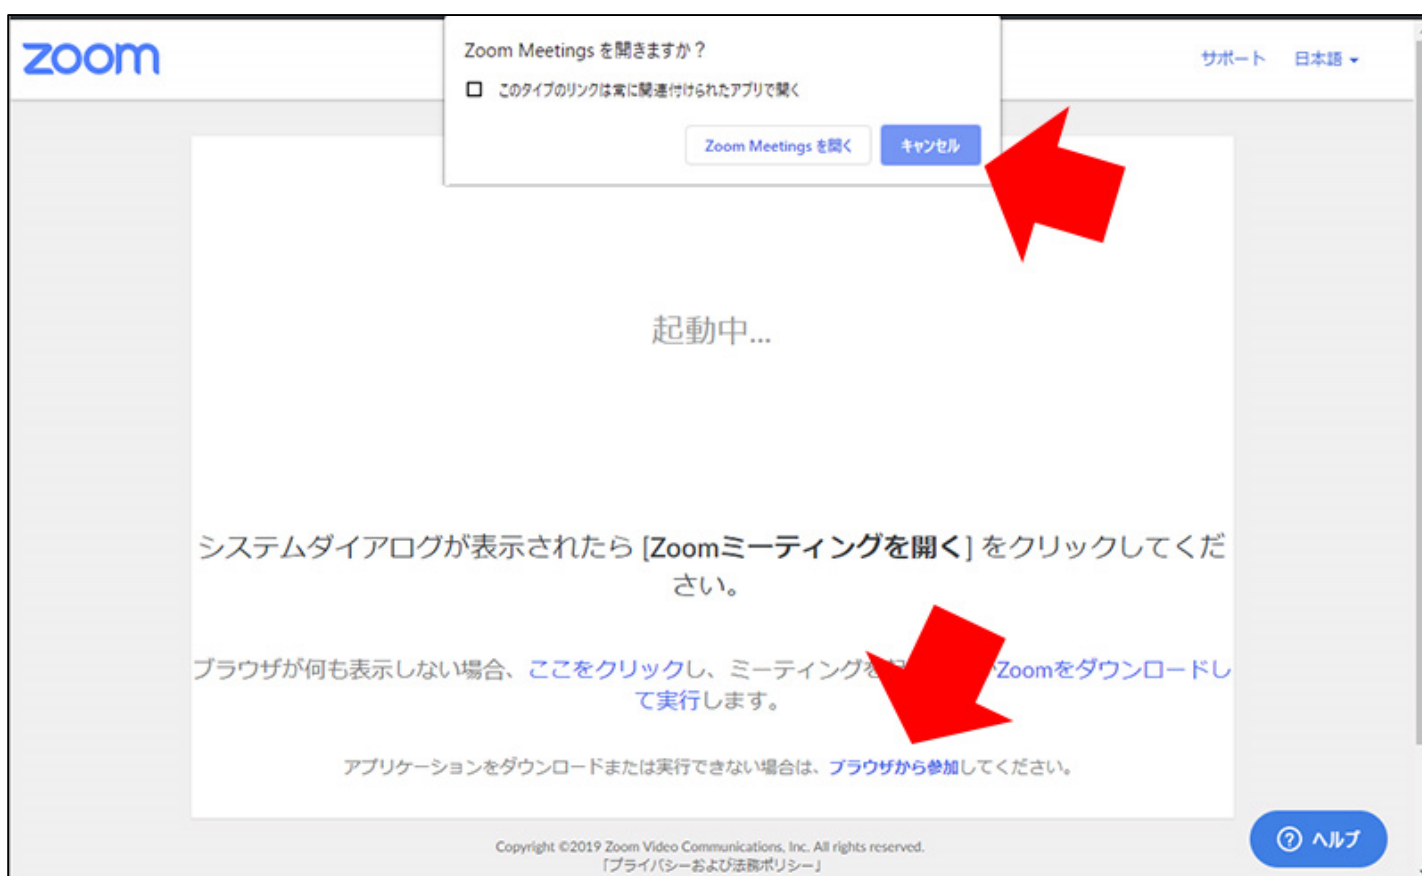 zoom
Zoom Meetings を開きますか？
このタイプのリンクは常に関連付けられたアプリで開く
Zoom Meetings を開く キャンセル
サポート 日本語
起動中...
システムダイアログが表示されたら [Zoomミーティングを開く] をクリックしてくだ
さい。
ブラウザが何も表示しない場合、ここをクリックし、ミーティングを Zoomをダウンロードし
て実行します。
アプリケーションをダウンロードまたは実行できない場合は、ブラウザから参加してください。
Copyright ©2019 Zoom Video Communications, Inc. All rights reserved.
「プライバシーおよび法務ポリシー」
ヘルプ